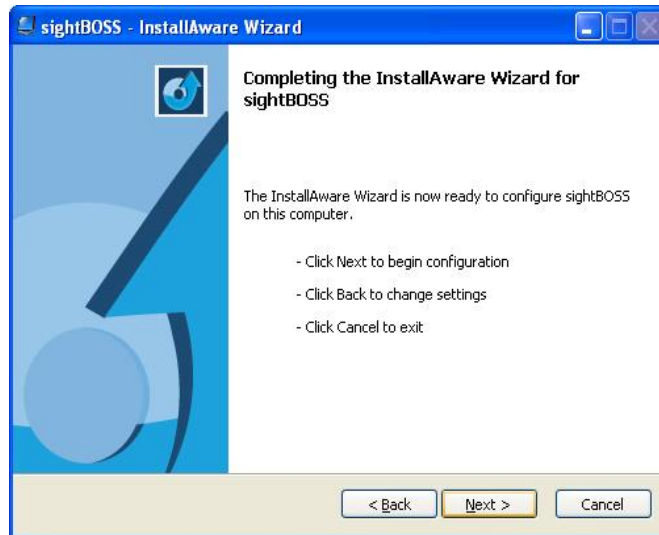 sightBOSS - InstallAware Wizard
Completing the InstallAware Wizard for
sightBOSS
The InstallAware Wizard is now ready to configure sightBOSS
on this computer.
- Click Next to begin configuration
- Click Back to change settings
- Click Cancel to exit
< Back
Next >
Cancel